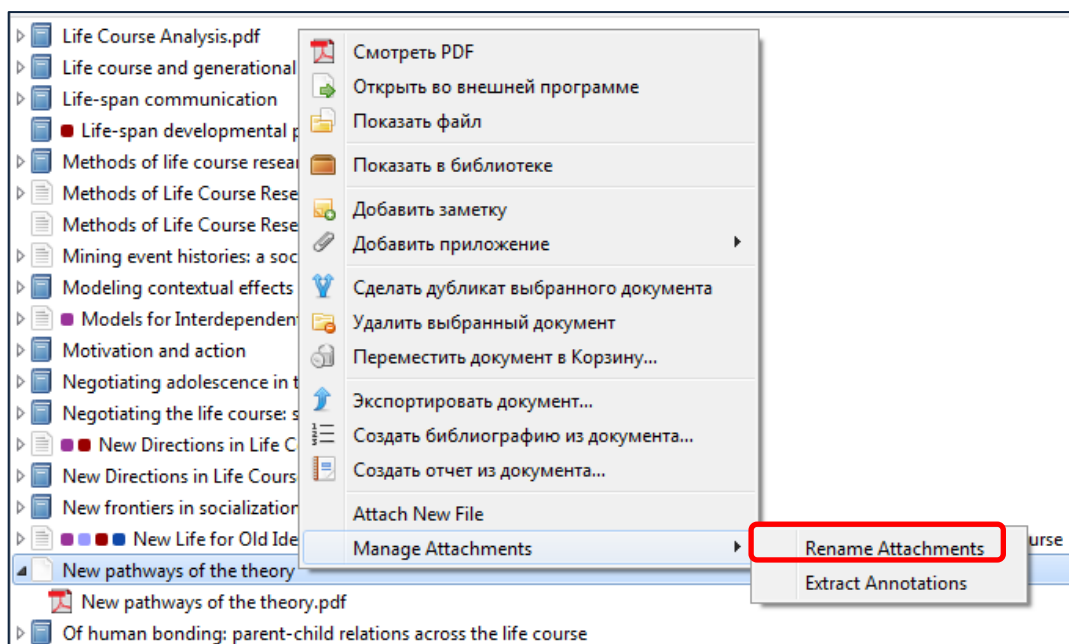 Life Course Analysis.pdf
Life course and generational
Life-span communication
Life-span developmental p
Methods of life course resear
Methods of Life Course Rese
Methods of Life Course Rese
Mining event histories: a soc
Modeling contextual effects
Models for Interdependen
Motivation and action
Negotiating adolescence in t
Negotiating the life course: s
New Directions in Life C
New Directions in Life Cours
New frontiers in socialization
New Life for Old Ide
urse
New pathways of the theory
New pathways of the theory.pdf
Of human bonding: parent-child relations across the life course
Смотреть PDF
Открыть во внешней программе
Показать файл
Показать в библиотеке
Добавить заметку
Добавить приложение
Сделать дубликат выбранного документа
Удалить выбранный документ
Переместить документ в Корзину...
Экспортировать документ...
Создать библиографию из документа...
Создать отчет из документа...
Attach New File
Manage Attachments
Rename Attachments
Extract Annotations